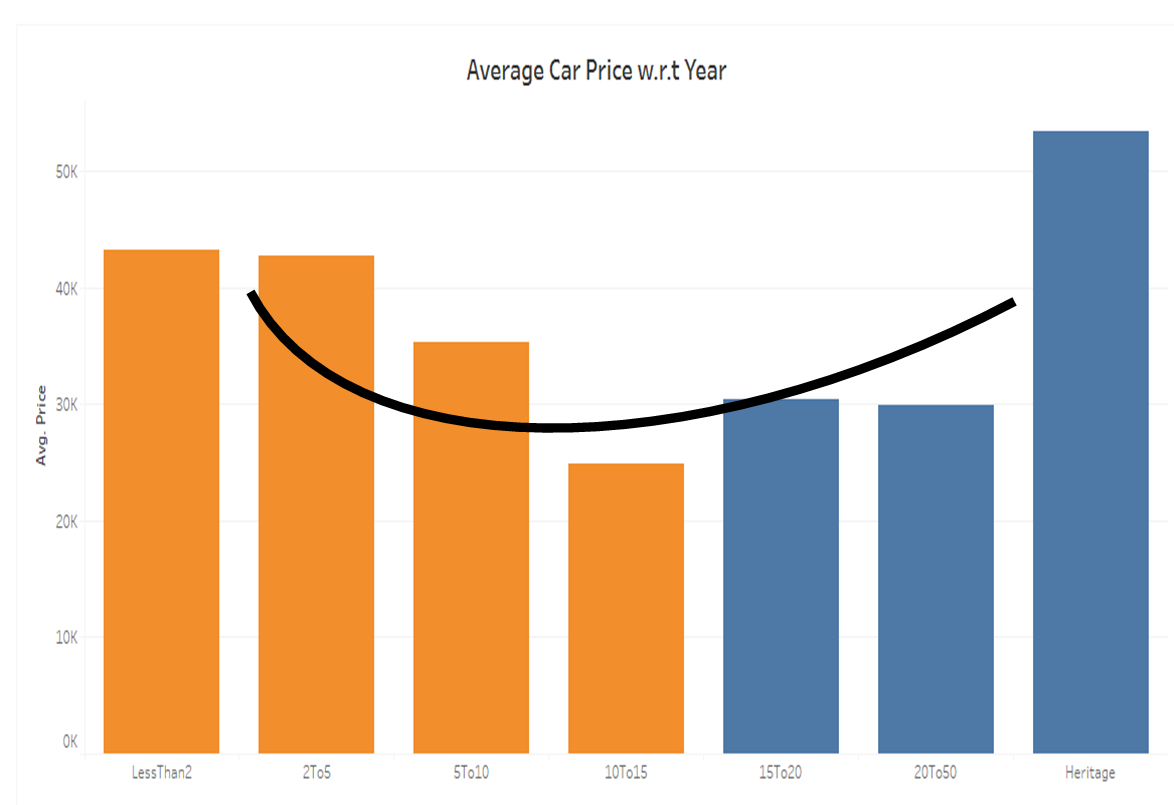 Average Car Price w.r.t Year
50K
40K
30K
20K
10K
0K
Avg. Price
LessThan2
2To5
5To10
10To15
15To20
20To50
Heritage